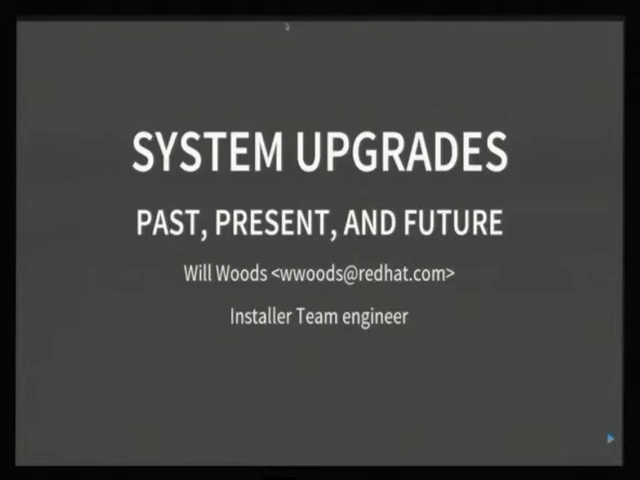 SYSTEM UPGRADES
PAST, PRESENT, AND FUTURE
Will Woods <wwoods@redhat.com>
Installer Team engineer